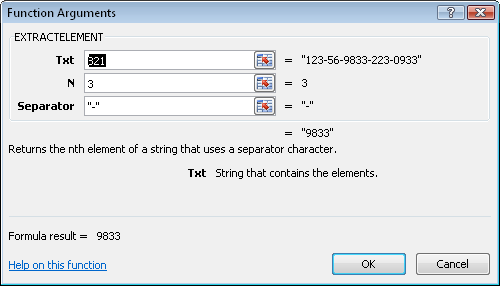 Function Arguments
EXTRACTELEMENT
Txt B21 = "123-56-9833-223-0933"
N 3 = 3
Separator "-" = "-"
= "9833"
Returns the nth element of a string that uses a separator character.
Txt String that contains the elements.
Formula result = 9833
Help on this function OK Cancel